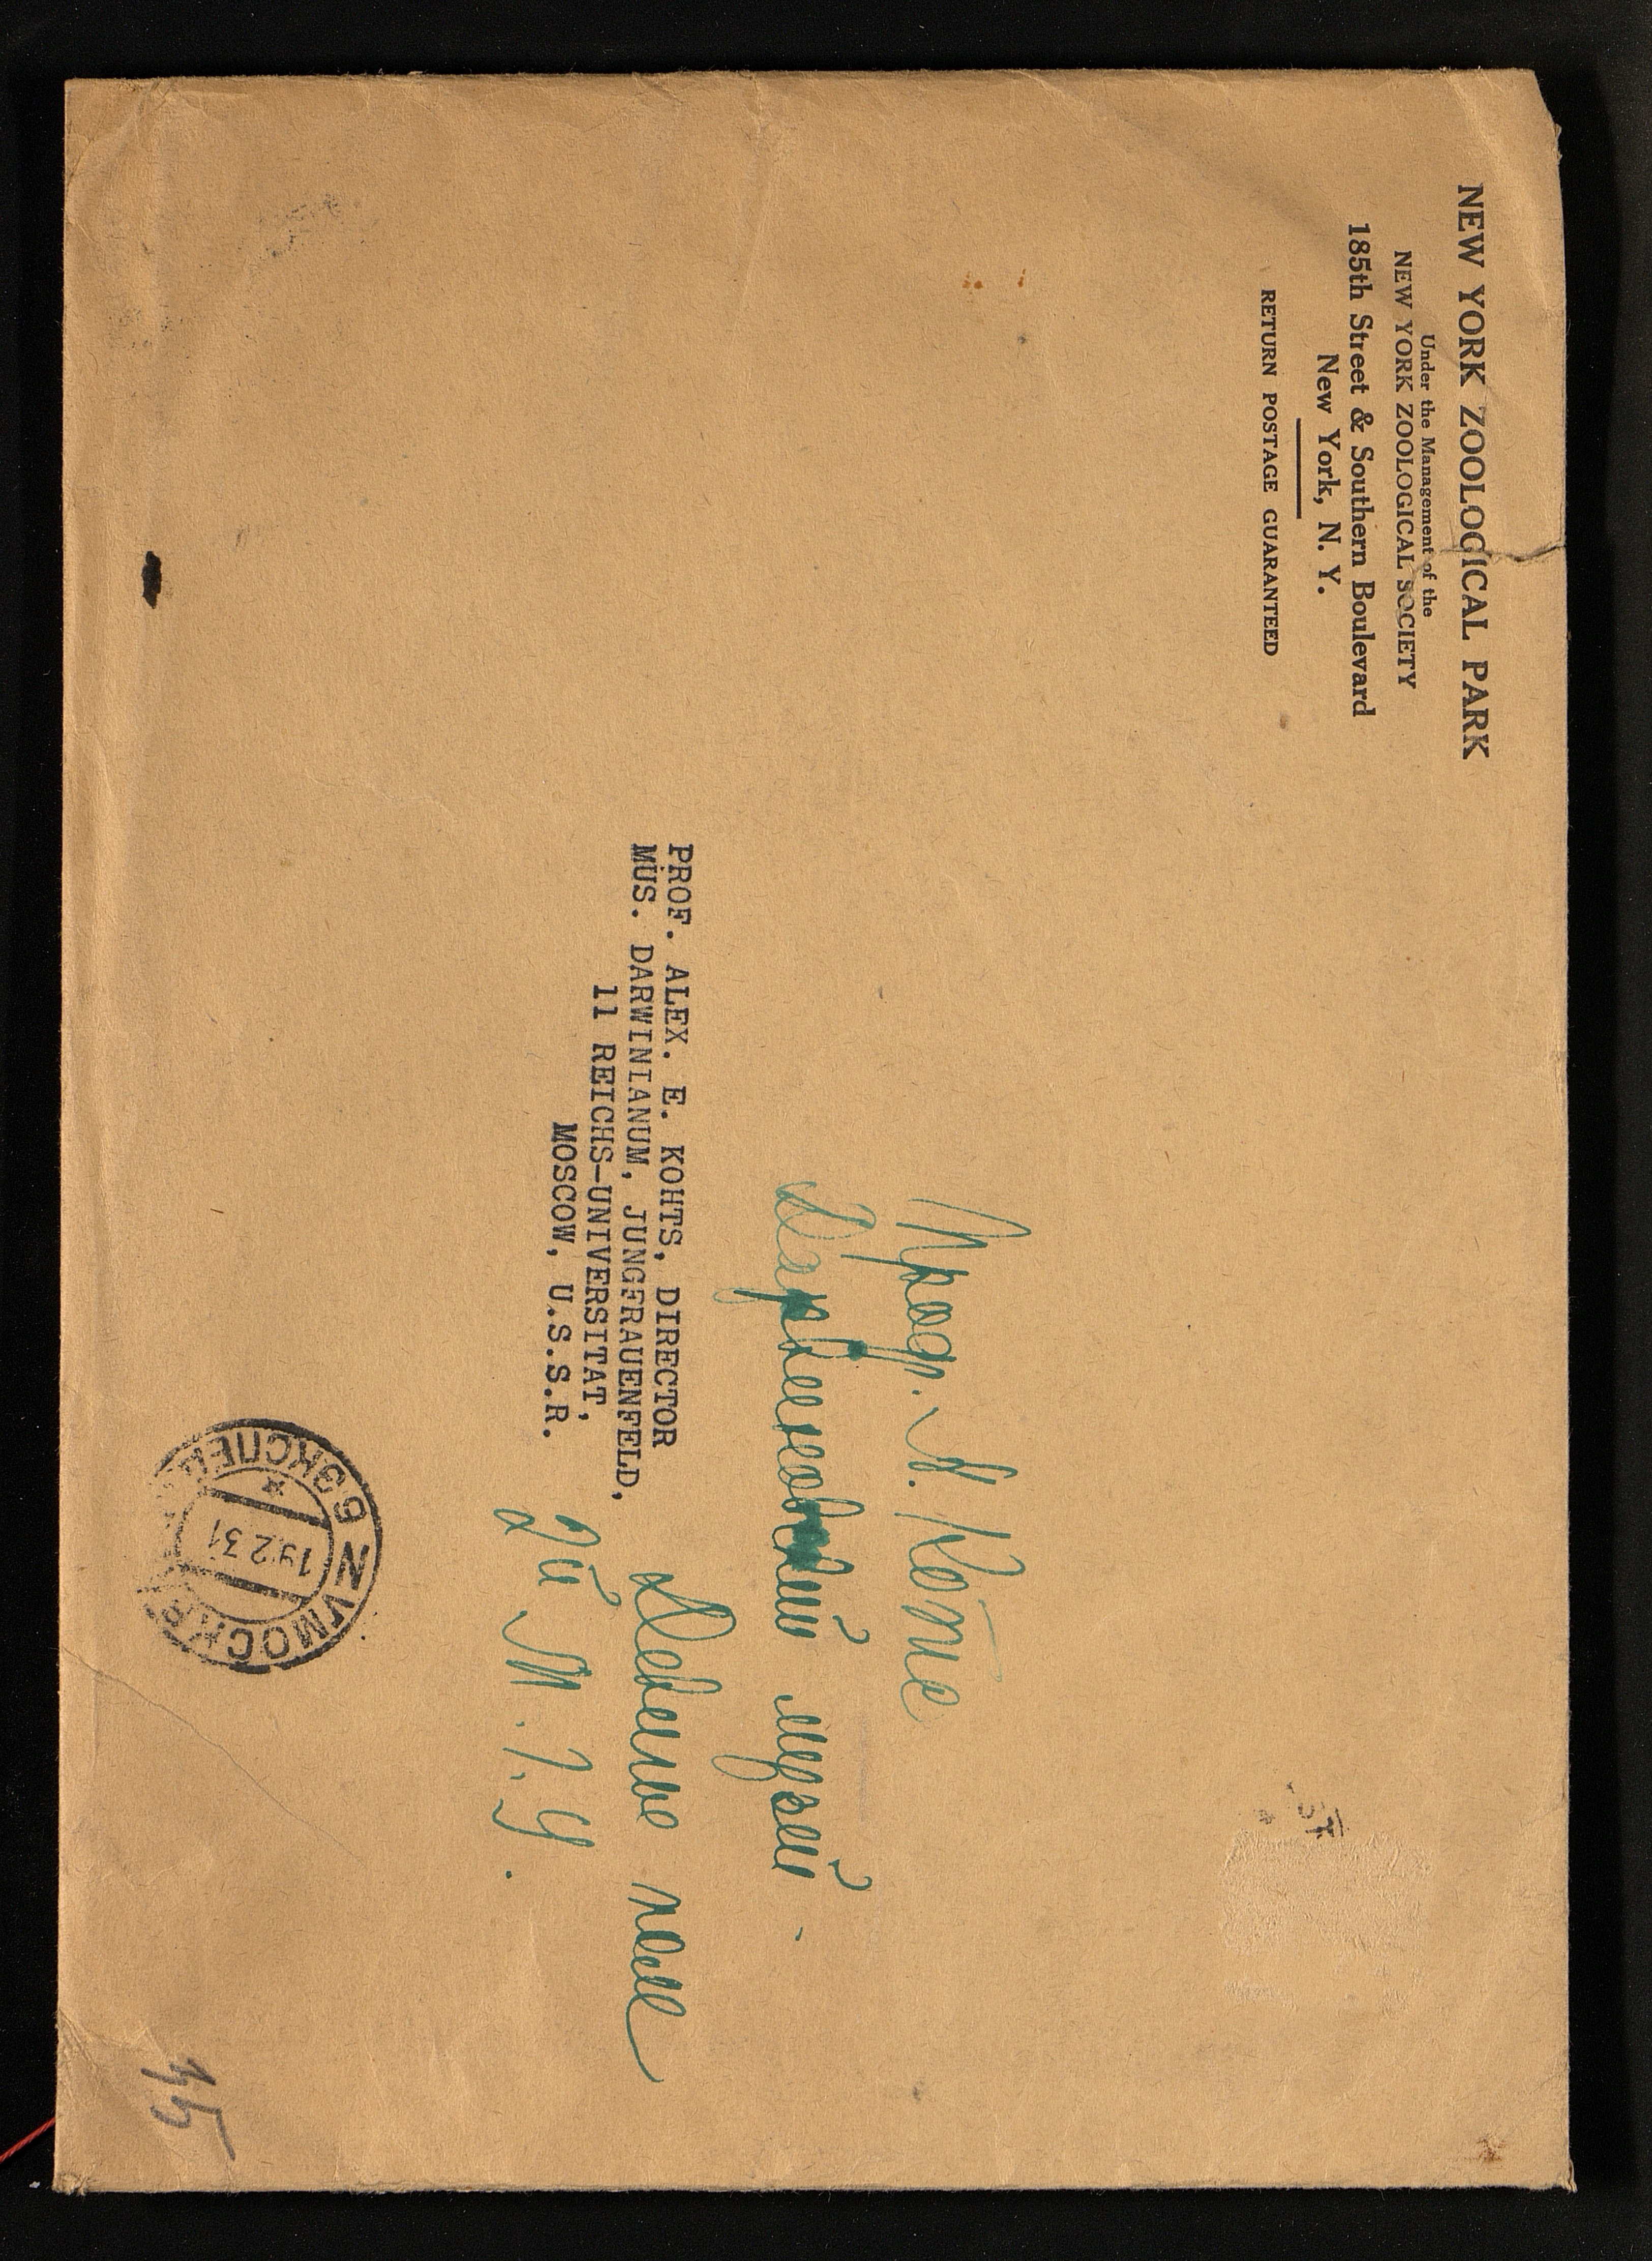 NEW YORK ZOOLOGICAL PARK
Under the Management of the
NEW YORK ZOOLOGICAL SOCIETY
185th Street & Southern Boulevard
New York, N. Y.
RETURN POSTAGE GUARANTEED
Проф. А. Котс
Дарвиновский музей.
PROF. ALEX. E. KOHTS, DIRECTOR
MUS. DARWINIANUM, JUNGFRAUENFELD,
11 REICHS-UNIVERSITAT,
MOSCOW, U.S.S.R.
Девичье поле
2й М.Г.У.
МОСКВА
19 2 31
9 ЭКСПЕД